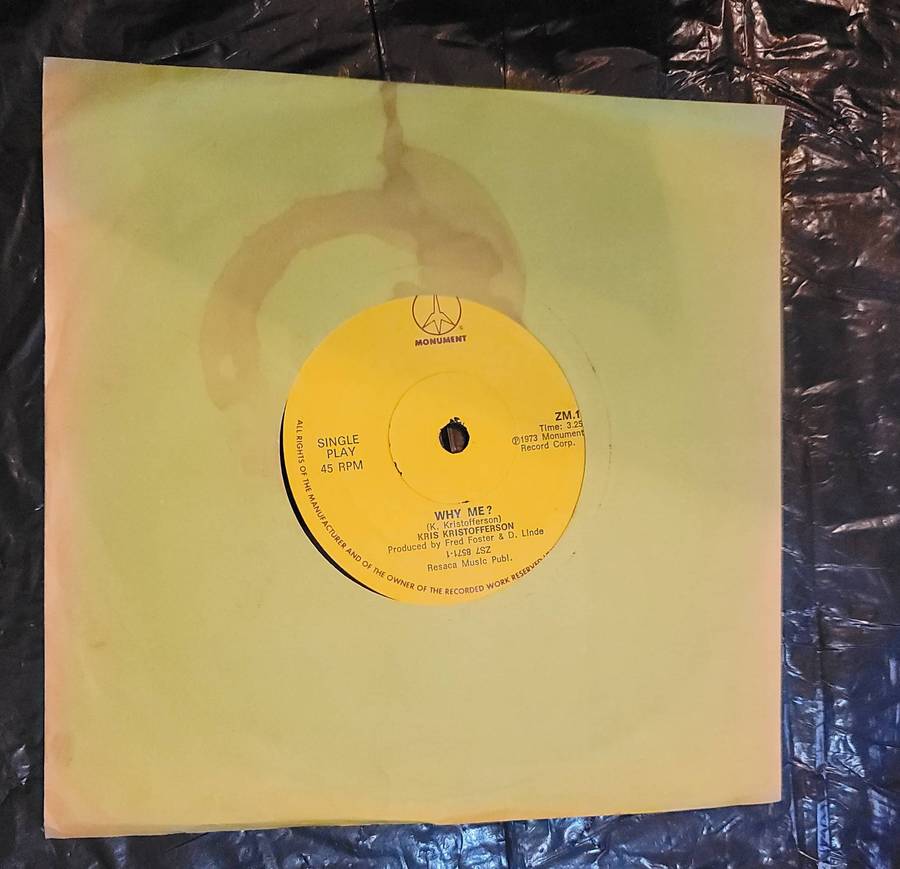 ®
MONUMENT
ZM.1
Time: 3.25
℗1973 Monument
Record Corp.
SINGLE
PLAY
45 RPM
WHY ME?
(K. Kristofferson)
KRIS KRISTOFFERSON
Produced by Fred Foster & D. Linde
ZS7 8571-1
Resaca Music Publ.
ALL RIGHTS OF THE MANUFACTURER AND OF THE OWNER OF THE RECORDED WORK RESERVED